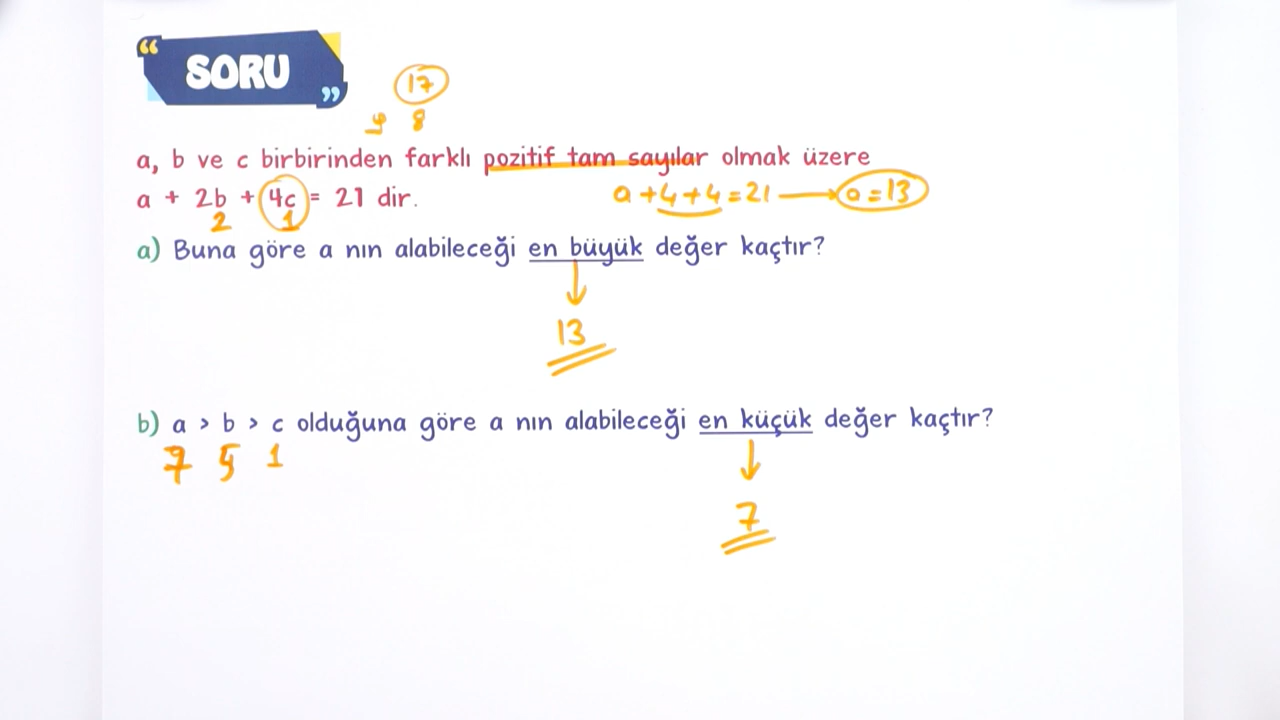 “ SORU ”
17
9 8
a, b ve c birbirinden farklı pozitif tam sayılar olmak üzere
a + 2b + 4c = 21 dir. a + 4 + 4 = 21 → a = 13
2 1
a) Buna göre a nın alabileceği en büyük değer kaçtır?
13
b) a > b > c olduğuna göre a nın alabileceği en küçük değer kaçtır?
7 5 1
7